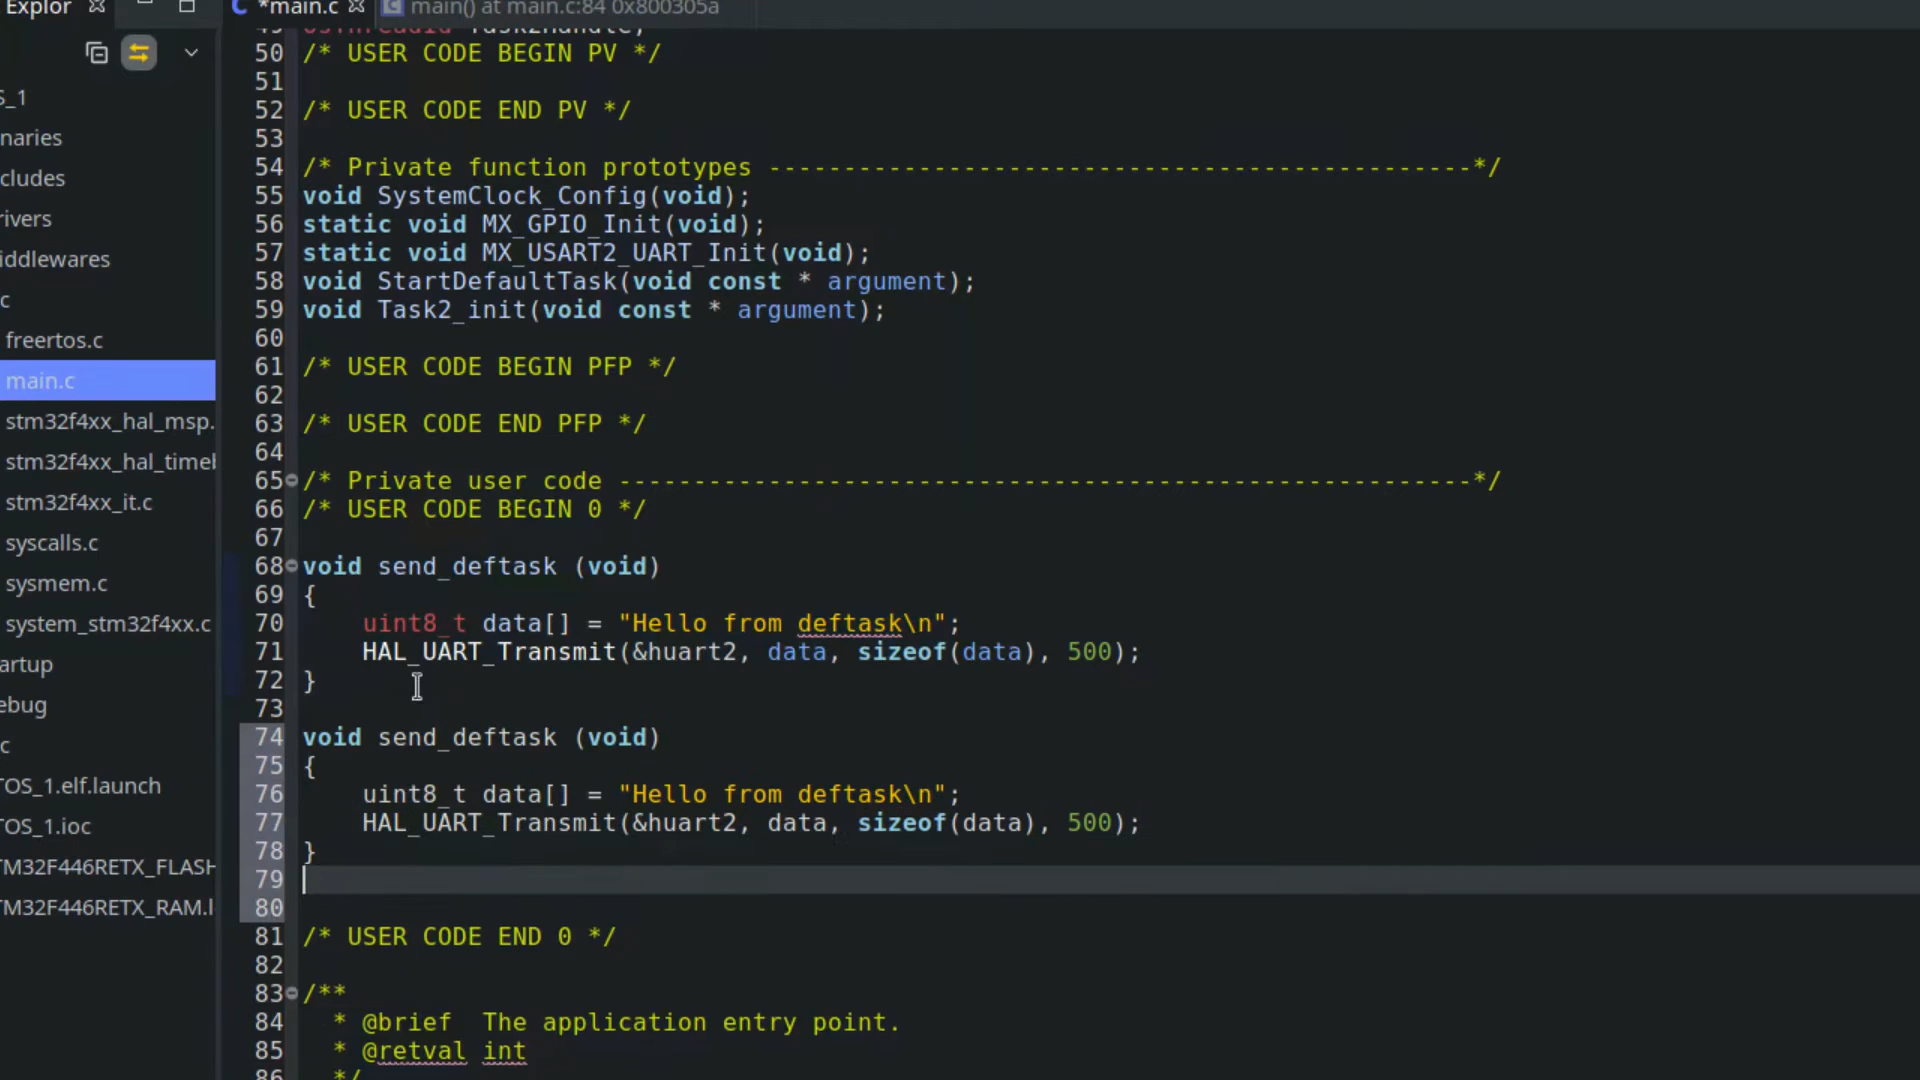 Explor
*main.c
main() at main.c:84 0x800305a
S_1
naries
cludes
rivers
iddlewares
c
freertos.c
main.c
stm32f4xx_hal_msp.
stm32f4xx_hal_time
stm32f4xx_it.c
syscalls.c
sysmem.c
system_stm32f4xx.c
artup
ebug
c
TOS_1.elf.launch
TOS_1.ioc
TM32F446RETX_FLASH
TM32F446RETX_RAM.l
50 /* USER CODE BEGIN PV */
51
52 /* USER CODE END PV */
53
54 /* Private function prototypes -----------------------------------------------*/
55 void SystemClock_Config(void);
56 static void MX_GPIO_Init(void);
57 static void MX_USART2_UART_Init(void);
58 void StartDefaultTask(void const * argument);
59 void Task2_init(void const * argument);
60
61 /* USER CODE BEGIN PFP */
62
63 /* USER CODE END PFP */
64
65 /* Private user code ---------------------------------------------------------*/
66 /* USER CODE BEGIN 0 */
67
68 void send_deftask (void)
69 {
70 uint8_t data[] = "Hello from deftask\n";
71 HAL_UART_Transmit(&huart2, data, sizeof(data), 500);
72 }
73
74 void send_deftask (void)
75 {
76 uint8_t data[] = "Hello from deftask\n";
77 HAL_UART_Transmit(&huart2, data, sizeof(data), 500);
78 }
79
80
81 /* USER CODE END 0 */
82
83 /**
84 * @brief  The application entry point.
85 * @retval int
86 */